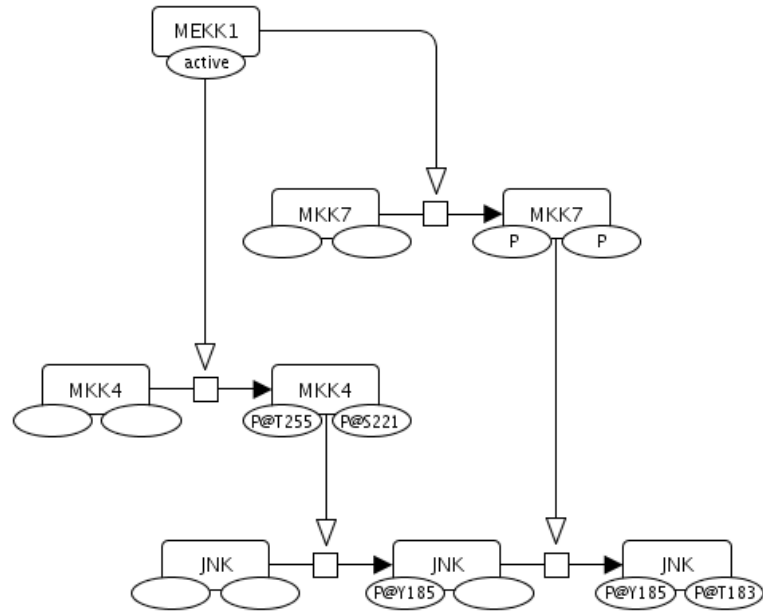 MEKK1
active
MKK7
MKK7
P
P
MKK4
MKK4
P@T255
P@S221
JNK
JNK
JNK
P@Y185
P@Y185
P@T183